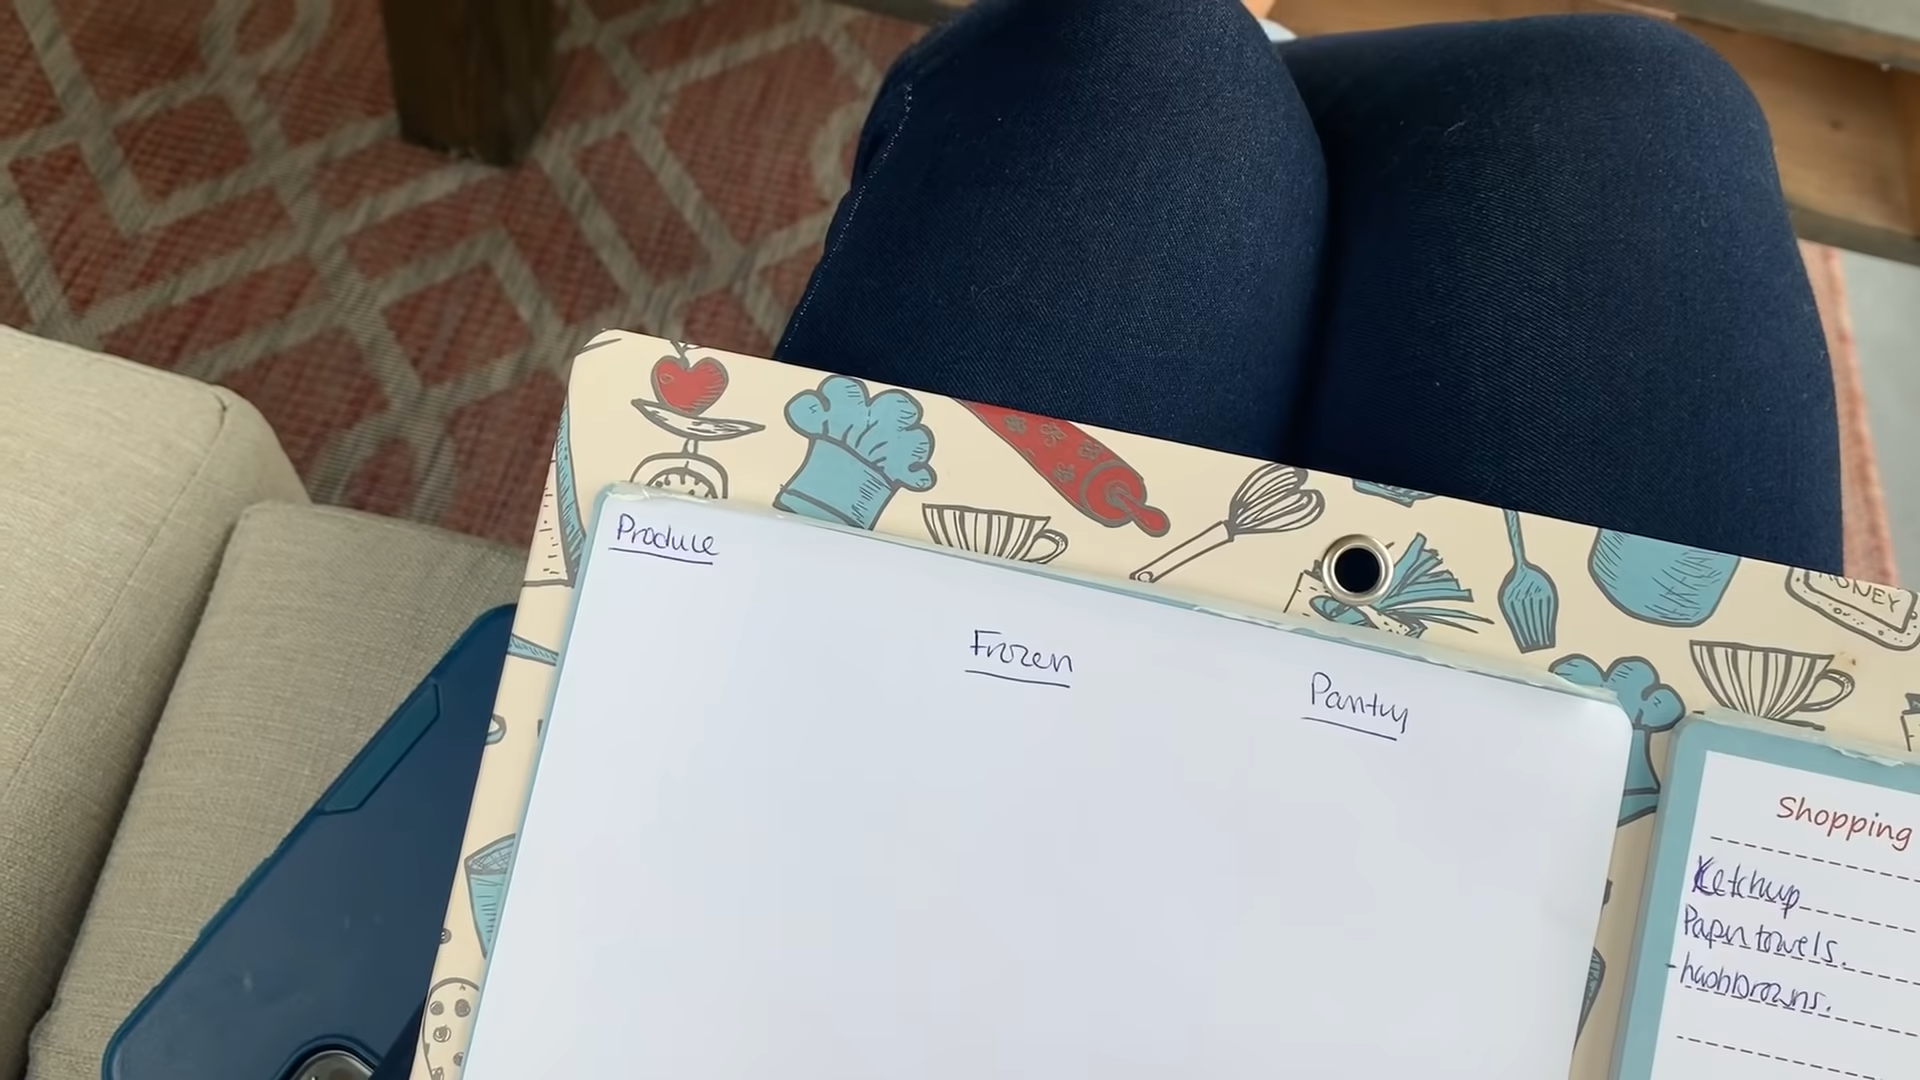 Produce
Frozen
Pantry
HONEY
Shopping
Ketchup
Paper towels
-hashbrowns